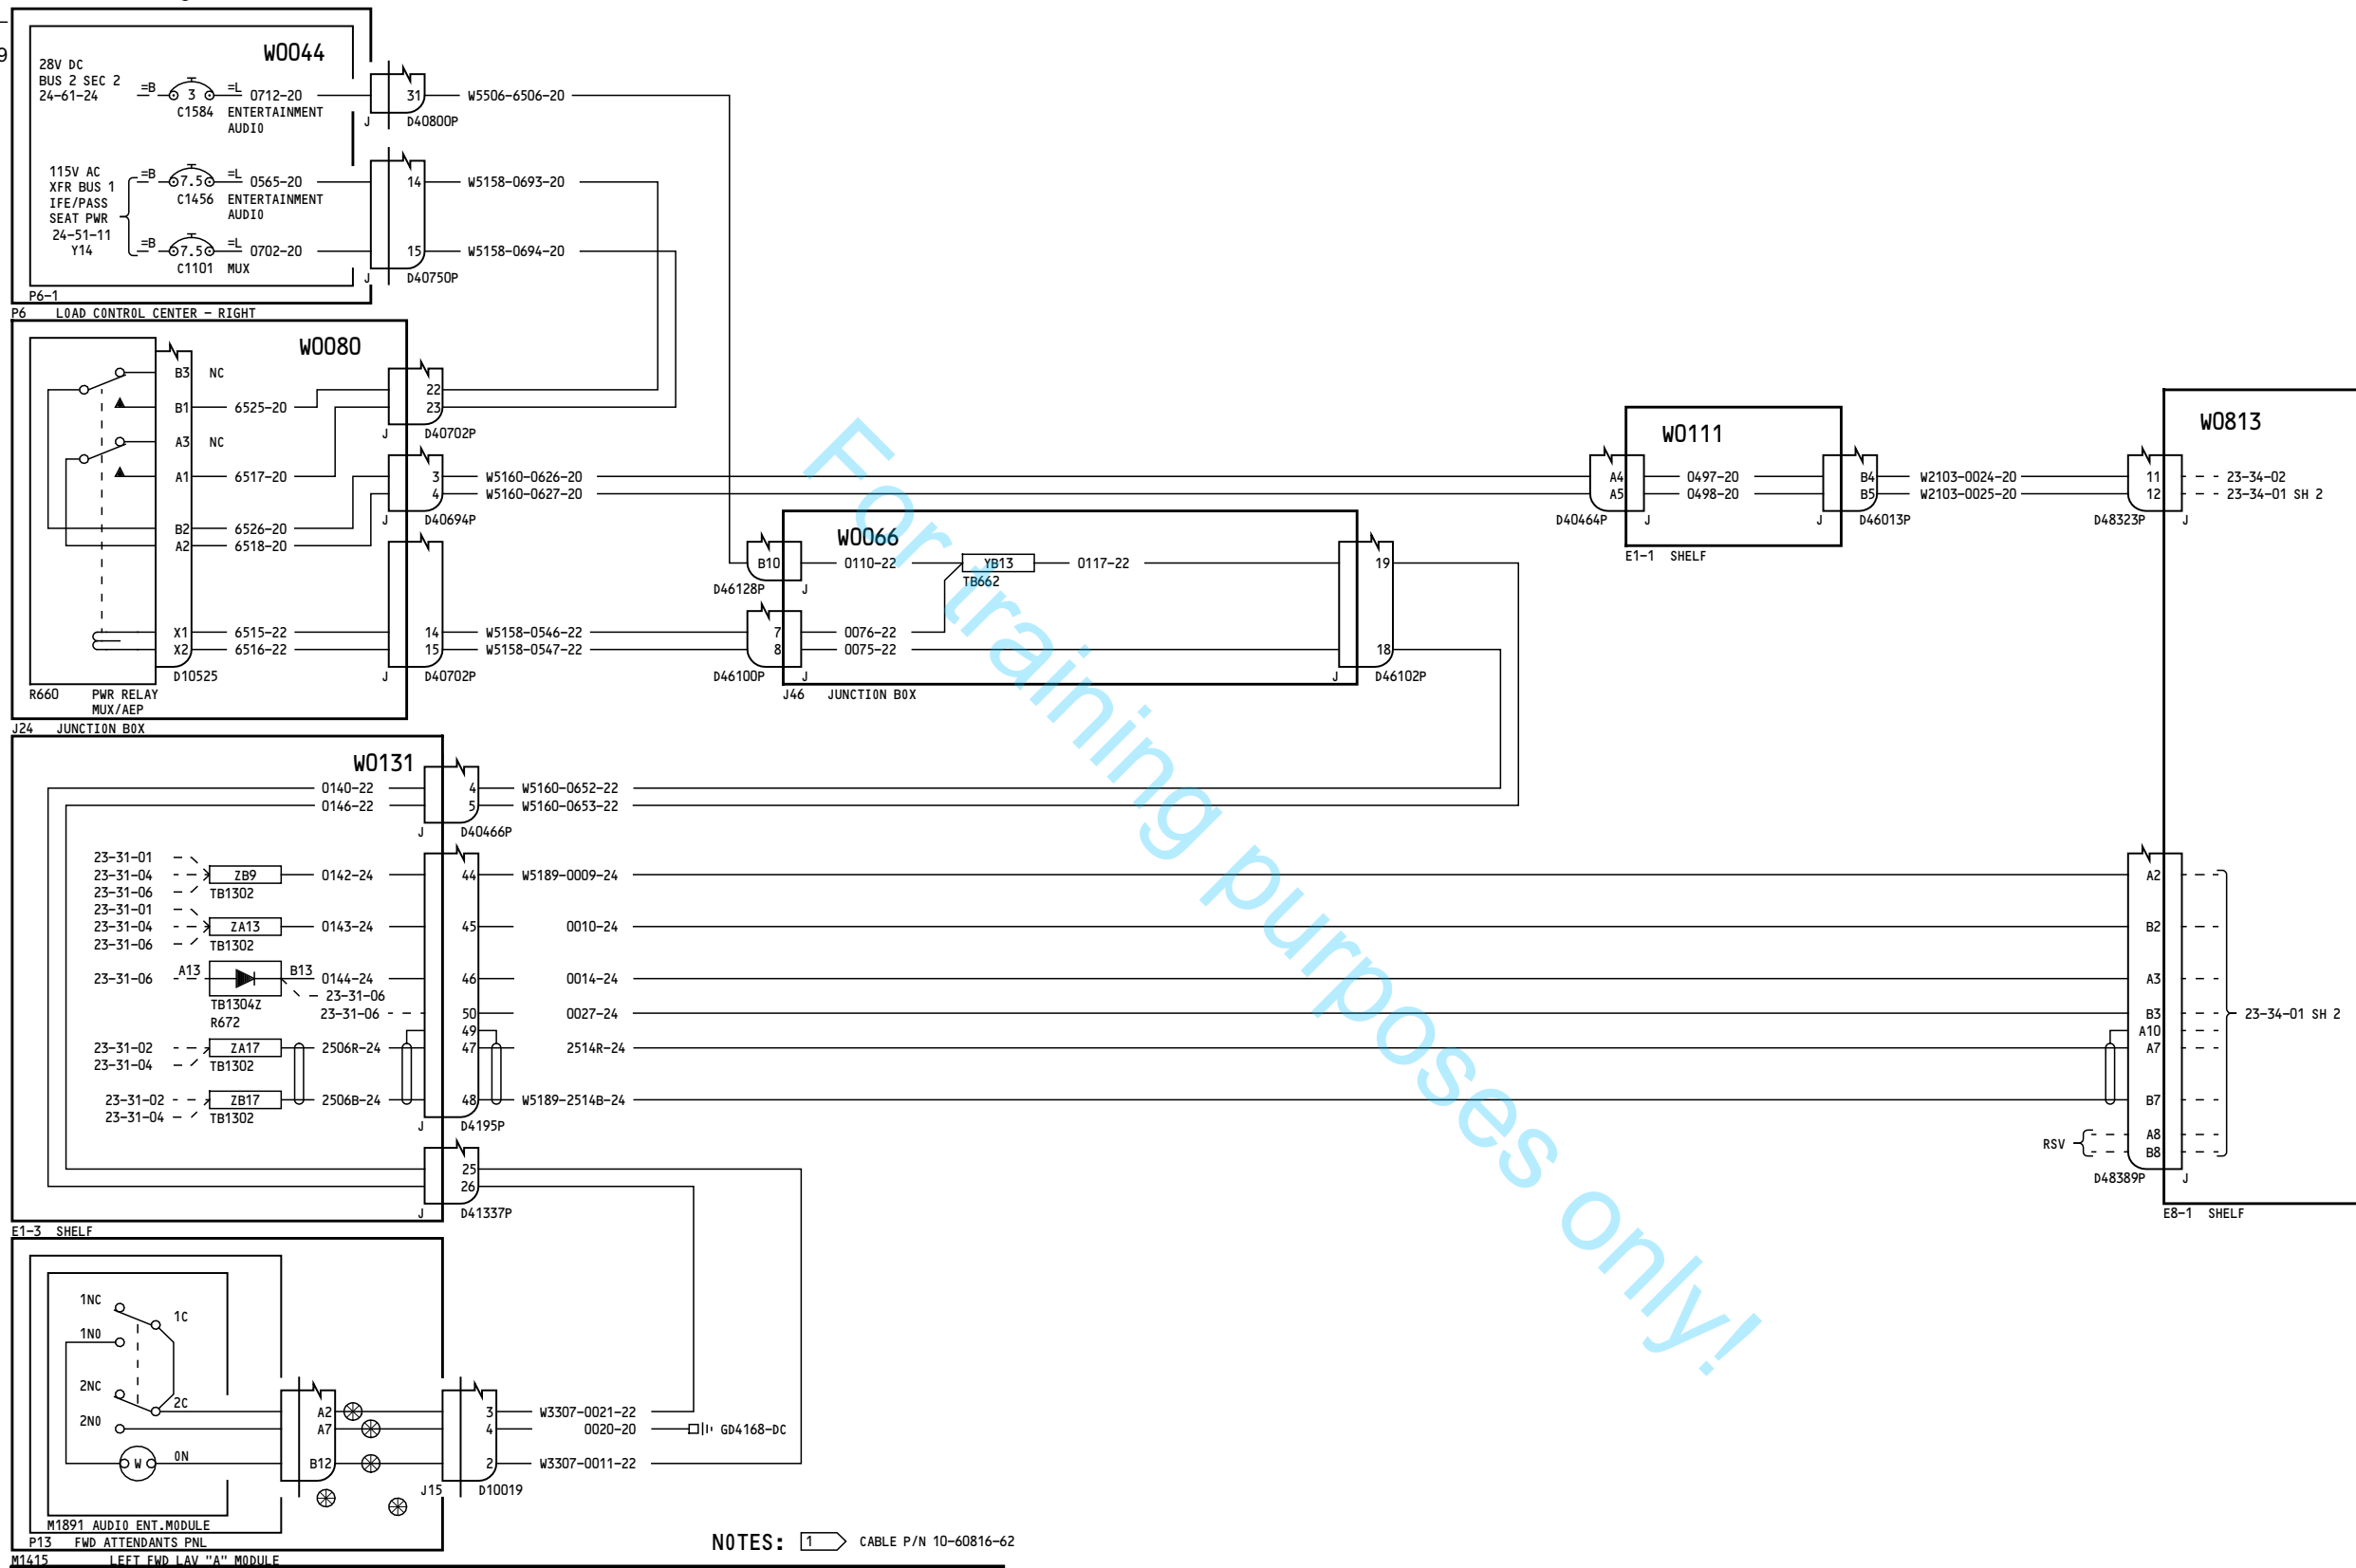 9
W0044
28V DC
BUS 2 SEC 2
24-61-24
=B 3 =L 0712-20
C1584 ENTERTAINMENT
AUDIO
31 W5506-6506-20
J D40800P
115V AC
XFR BUS 1
IFE/PASS
SEAT PWR
24-51-11
Y14
=B 7.5 =L 0565-20
C1456 ENTERTAINMENT
AUDIO
14 W5158-0693-20
=B 7.5 =L 0702-20
C1101 MUX
15 W5158-0694-20
J D40750P
P6-1
P6 LOAD CONTROL CENTER - RIGHT
W0080
B3 NC
B1 6525-20
22
23
A3 NC
J D40702P
A1 6517-20
3 W5160-0626-20
4 W5160-0627-20
B2 6526-20
A2 6518-20
J D40694P
X1 6515-22 14 W5158-0546-22
X2 6516-22 15 W5158-0547-22
D10525 J D40702P
R660 PWR RELAY
MUX/AEP
J24 JUNCTION BOX
W0066
B10 0110-22 YB13 0117-22 19
TB662
D46128P J
7 0076-22
8 0075-22 18
D46100P J J D46102P
J46 JUNCTION BOX
W0111
A4 0497-20 B4 W2103-0024-20
A5 0498-20 B5 W2103-0025-20
D40464P J J D46013P
E1-1 SHELF
W0813
11 23-34-02
12 23-34-01 SH 2
D48323P J
W0131
0140-22 4 W5160-0652-22
0146-22 5 W5160-0653-22
J D40466P
23-31-01
23-31-04 ZB9 0142-24 44 W5189-0009-24 A2
23-31-06 TB1302
23-31-01
23-31-04 ZA13 0143-24 45 0010-24 B2
23-31-06 TB1302
23-31-06 A13 B13 0144-24 46 0014-24 A3
23-31-06
TB1304Z
R672
23-31-06 50 0027-24 B3 23-34-01 SH 2
49 A10
23-31-02 ZA17 2506R-24 47 2514R-24 A7
23-31-04 TB1302
23-31-02 ZB17 2506B-24 48 W5189-2514B-24 B7
23-31-04 TB1302
J D4195P
RSV A8
B8
D48389P J
E8-1 SHELF
25
26
J D41337P
E1-3 SHELF
1NC
1C
1NO
2NC
2C
2NO
W ON
A2 3 W3307-0021-22
A7 4 0020-20 GD4168-DC
B12 2 W3307-0011-22
J15 D10019
M1891 AUDIO ENT.MODULE
P13 FWD ATTENDANTS PNL
M1415 LEFT FWD LAV "A" MODULE
NOTES: 1 CABLE P/N 10-60816-62
For training purposes only!